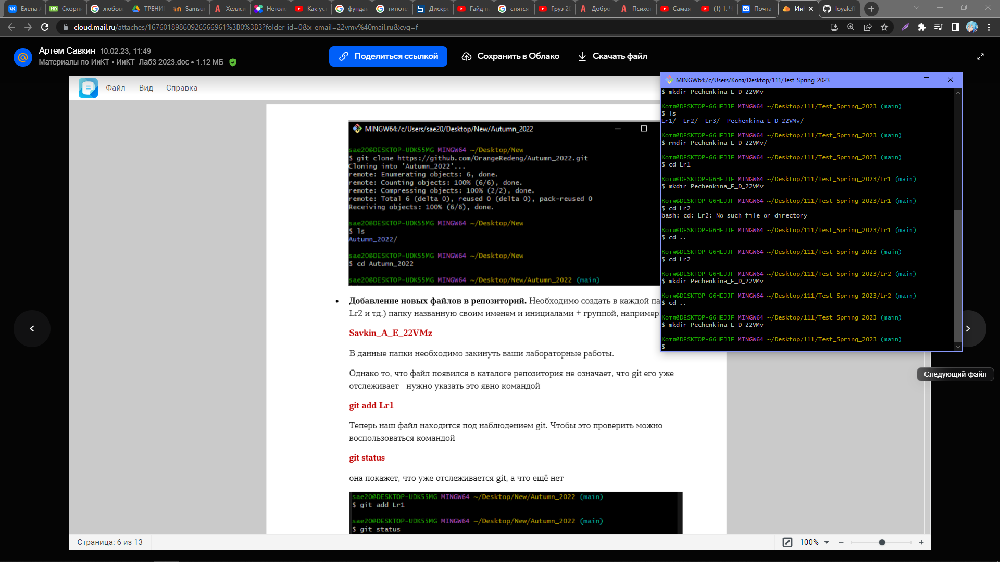 Елена
Скорпи
любов
ТРЕНИ
Samsu
Хеллси
Нетоло
Как ус
фунда
гипоте
Дискре
Гайд н
снятся
Груз 20
Добро
Психо
Самая
(1) 1. Ч
Почта
Ии
loyalef
cloud.mail.ru/attaches/16760189860926566961%3B0%3B3?folder-id=0&x-email=22vmv%40mail.ru&cvg=f
Артём Савкин 10.02.23, 11:49
Материалы по ИиКТ • ИиКТ_Лаб3 2023.doc • 1.12 МБ
Поделиться ссылкой
Сохранить в Облако
Скачать файл
Файл Вид Справка
MINGW64:/c/Users/sae20/Desktop/New/Autumn_2022
sae20@DESKTOP-UDK55MG MINGW64 ~/Desktop/New
$ git clone https://github.com/OrangeRedeng/Autumn_2022.git
Cloning into 'Autumn_2022'...
remote: Enumerating objects: 6, done.
remote: Counting objects: 100% (6/6), done.
remote: Compressing objects: 100% (2/2), done.
remote: Total 6 (delta 0), reused 0 (delta 0), pack-reused 0
Receiving objects: 100% (6/6), done.
sae20@DESKTOP-UDK55MG MINGW64 ~/Desktop/New
$ ls
Autumn_2022/
sae20@DESKTOP-UDK55MG MINGW64 ~/Desktop/New
$ cd Autumn_2022
sae20@DESKTOP-UDK55MG MINGW64 ~/Desktop/New/Autumn_2022 (main)
• Добавление новых файлов в репозиторий. Необходимо создать в каждой па
Lr2 и тд.) папку названную своим именем и инициалами + группой, например:
Savkin_A_E_22VMz
В данные папки необходимо закинуть ваши лабораторные работы.
Однако то, что файл появился в каталоге репозитория не означает, что git его уже
отслеживает нужно указать это явно командой
git add Lr1
Теперь наш файл находится под наблюдением git. Чтобы это проверить можно
воспользоваться командой
git status
она покажет, что уже отслеживается git, а что ещё нет
sae20@DESKTOP-UDK55MG MINGW64 ~/Desktop/New/Autumn_2022 (main)
$ git add Lr1
sae20@DESKTOP-UDK55MG MINGW64 ~/Desktop/New/Autumn_2022 (main)
$ git status
MINGW64:/c/Users/Котя/Desktop/111/Test_Spring_2023
$ mkdir Pechenkina_E_D_22VMv
Котя@DESKTOP-G6HEJJF MINGW64 ~/Desktop/111/Test_Spring_2023 (main)
$ ls
Lr1/ Lr2/ Lr3/ Pechenkina_E_D_22VMv/
Котя@DESKTOP-G6HEJJF MINGW64 ~/Desktop/111/Test_Spring_2023 (main)
$ rmdir Pechenkina_E_D_22VMv/
Котя@DESKTOP-G6HEJJF MINGW64 ~/Desktop/111/Test_Spring_2023 (main)
$ cd Lr1
Котя@DESKTOP-G6HEJJF MINGW64 ~/Desktop/111/Test_Spring_2023/Lr1 (main)
$ mkdir Pechenkina_E_D_22VMv
Котя@DESKTOP-G6HEJJF MINGW64 ~/Desktop/111/Test_Spring_2023/Lr1 (main)
$ cd Lr2
bash: cd: Lr2: No such file or directory
Котя@DESKTOP-G6HEJJF MINGW64 ~/Desktop/111/Test_Spring_2023/Lr1 (main)
$ cd ..
Котя@DESKTOP-G6HEJJF MINGW64 ~/Desktop/111/Test_Spring_2023 (main)
$ cd Lr2
Котя@DESKTOP-G6HEJJF MINGW64 ~/Desktop/111/Test_Spring_2023/Lr2 (main)
$ mkdir Pechenkina_E_D_22VMv
Котя@DESKTOP-G6HEJJF MINGW64 ~/Desktop/111/Test_Spring_2023/Lr2 (main)
$ cd ..
Котя@DESKTOP-G6HEJJF MINGW64 ~/Desktop/111/Test_Spring_2023 (main)
$ mkdir Pechenkina_E_D_22VMv
Котя@DESKTOP-G6HEJJF MINGW64 ~/Desktop/111/Test_Spring_2023 (main)
$
Следующий файл
Страница: 6 из 13
100%